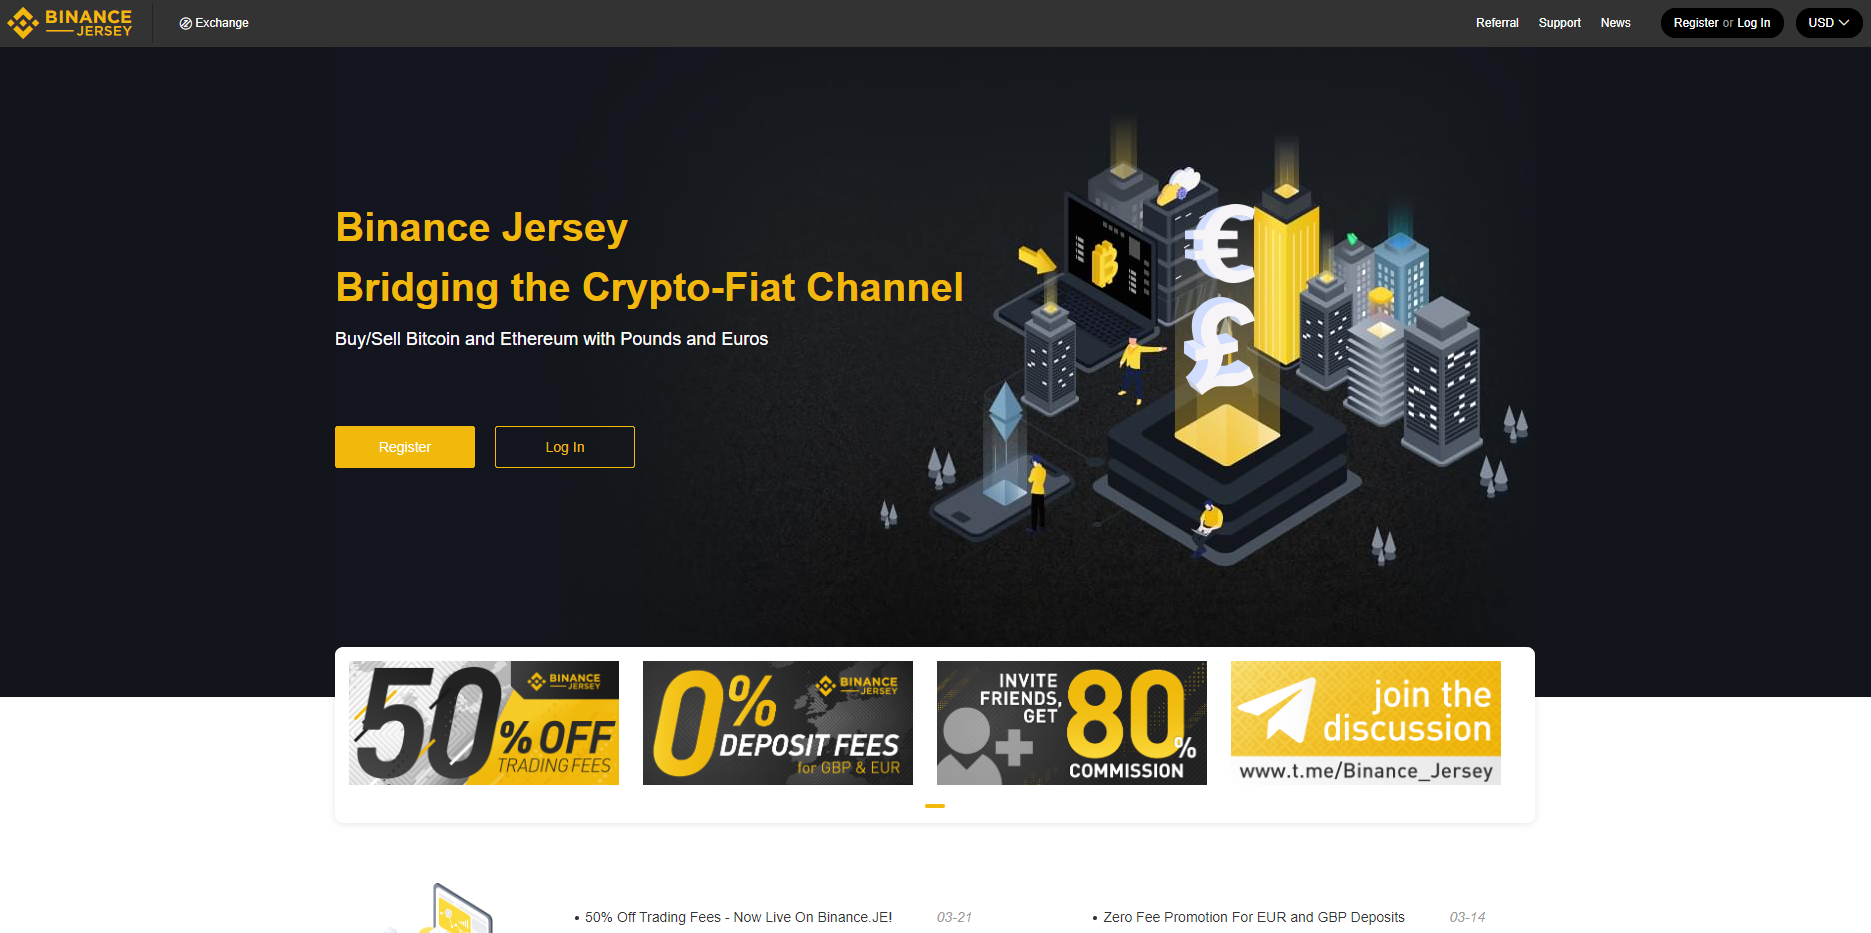 BINANCE
JERSEY
Exchange
Referral
Support
News
Register or Log In
USD
Binance Jersey
Bridging the Crypto-Fiat Channel
Buy/Sell Bitcoin and Ethereum with Pounds and Euros
Register
Log In
€
£
BINANCE
JERSEY
50% OFF
TRADING FEES
BINANCE
JERSEY
0%
DEPOSIT FEES
for GBP & EUR
INVITE
FRIENDS,
GET
80%
COMMISSION
join the
discussion
www.t.me/Binance_Jersey
• 50% Off Trading Fees - Now Live On Binance.JE! 03-21
• Zero Fee Promotion For EUR and GBP Deposits 03-14